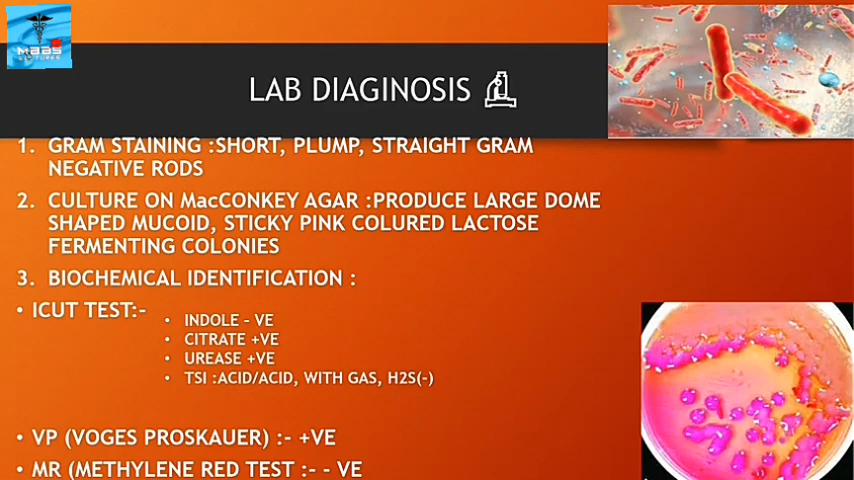 MBBS
LECTURES
LAB DIAGINOSIS
1. GRAM STAINING :SHORT, PLUMP, STRAIGHT GRAM
NEGATIVE RODS
2. CULTURE ON MacCONKEY AGAR :PRODUCE LARGE DOME
SHAPED MUCOID, STICKY PINK COLURED LACTOSE
FERMENTING COLONIES
3. BIOCHEMICAL IDENTIFICATION :
• ICUT TEST:-
• INDOLE – VE
• CITRATE +VE
• UREASE +VE
• TSI :ACID/ACID, WITH GAS, H2S(-)
• VP (VOGES PROSKAUER) :- +VE
• MR (METHYLENE RED TEST :- - VE